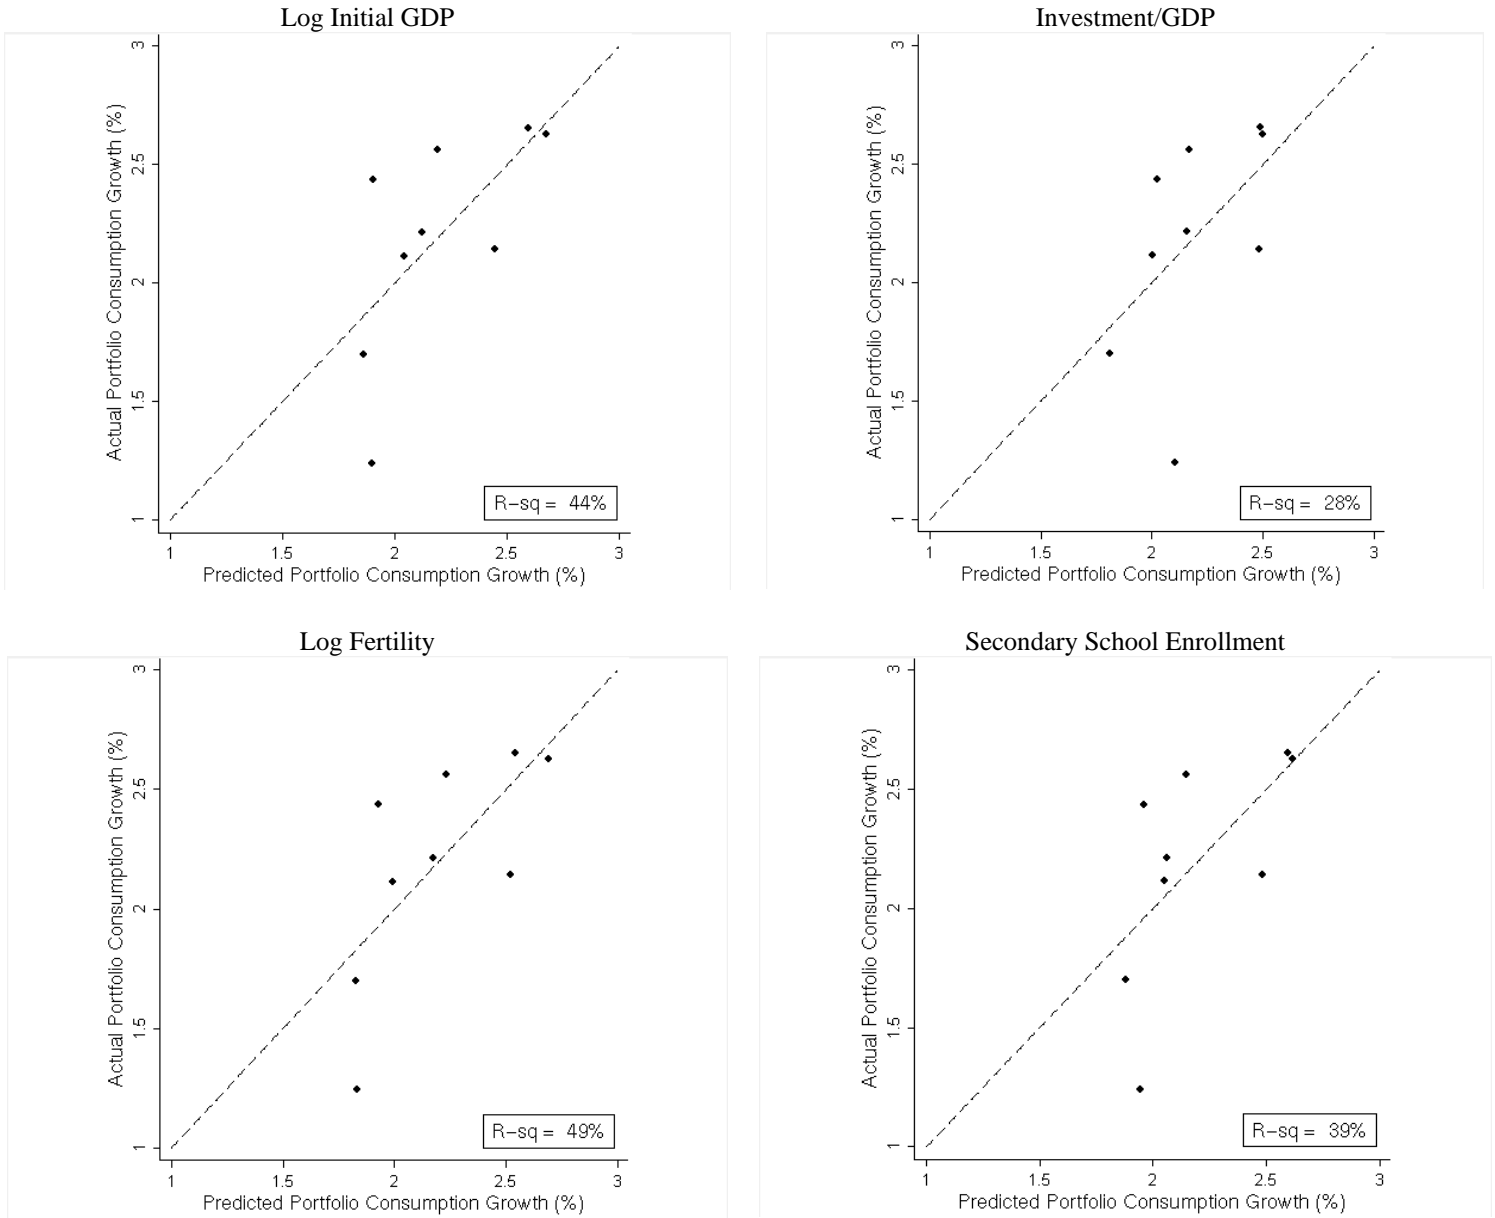 Log Initial GDP
Actual Portfolio Consumption Growth (%)
3
2.5
2
1.5
1
R-sq = 44%
1 1.5 2 2.5 3
Predicted Portfolio Consumption Growth (%)
Investment/GDP
Actual Portfolio Consumption Growth (%)
3
2.5
2
1.5
1
R-sq = 28%
1 1.5 2 2.5 3
Predicted Portfolio Consumption Growth (%)
Log Fertility
Actual Portfolio Consumption Growth (%)
3
2.5
2
1.5
1
R-sq = 49%
1 1.5 2 2.5 3
Predicted Portfolio Consumption Growth (%)
Secondary School Enrollment
Actual Portfolio Consumption Growth (%)
3
2.5
2
1.5
1
R-sq = 39%
1 1.5 2 2.5 3
Predicted Portfolio Consumption Growth (%)